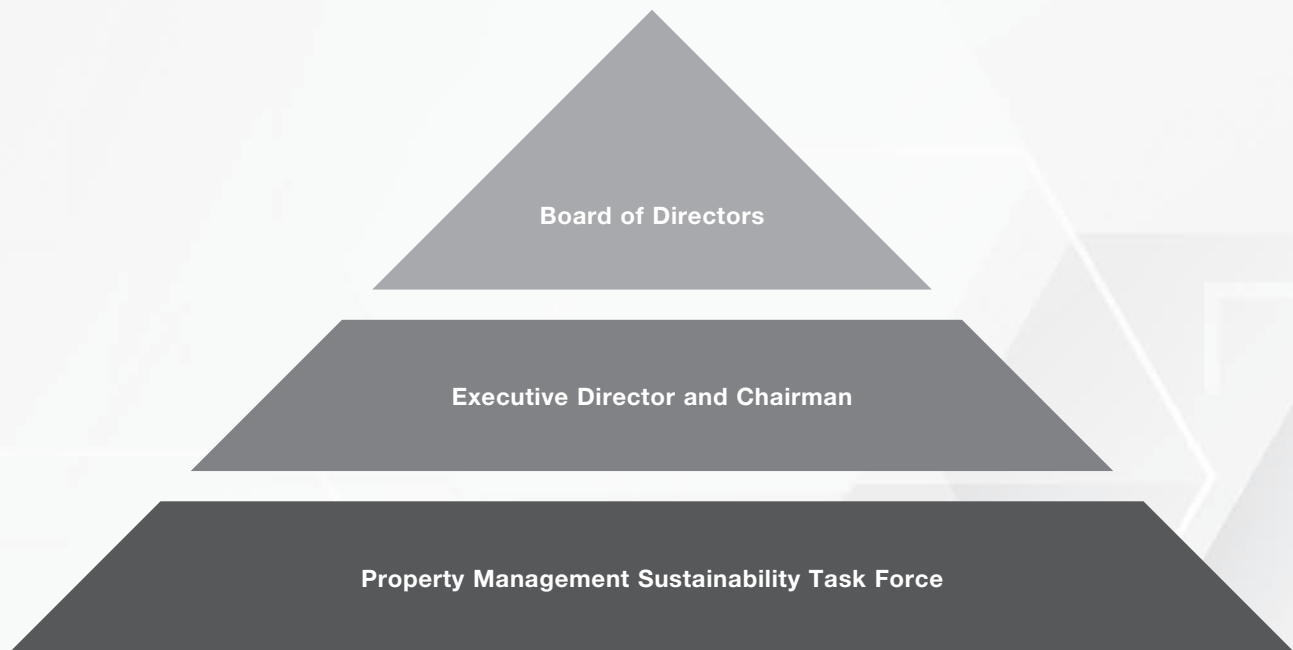 Board of Directors
Executive Director and Chairman
Property Management Sustainability Task Force